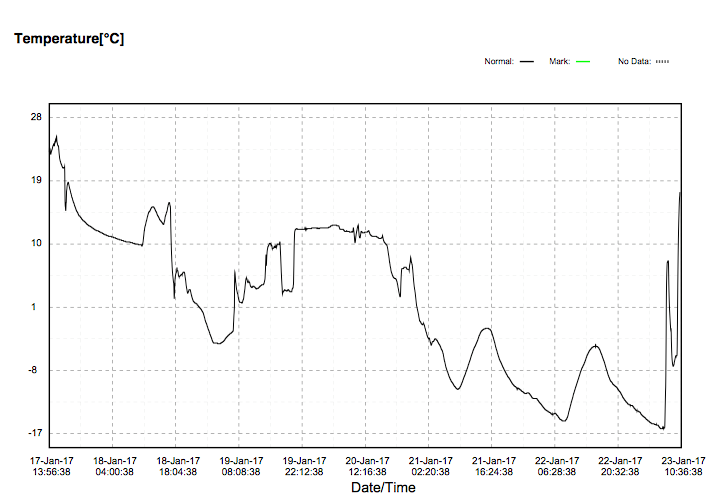 Temperature[°C]
Normal: Mark: No Data:
28
19
10
1
-8
-17
17-Jan-17 18-Jan-17 18-Jan-17 19-Jan-17 19-Jan-17 20-Jan-17 21-Jan-17 21-Jan-17 22-Jan-17 22-Jan-17 23-Jan-17
13:56:38 04:00:38 18:04:38 08:08:38 22:12:38 12:16:38 02:20:38 16:24:38 06:28:38 20:32:38 10:36:38
Date/Time